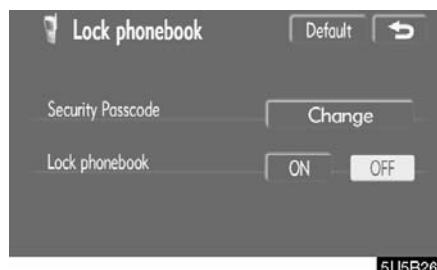 Lock phonebook Default
Security Passcode Change
Lock phonebook ON OFF
5U5B26